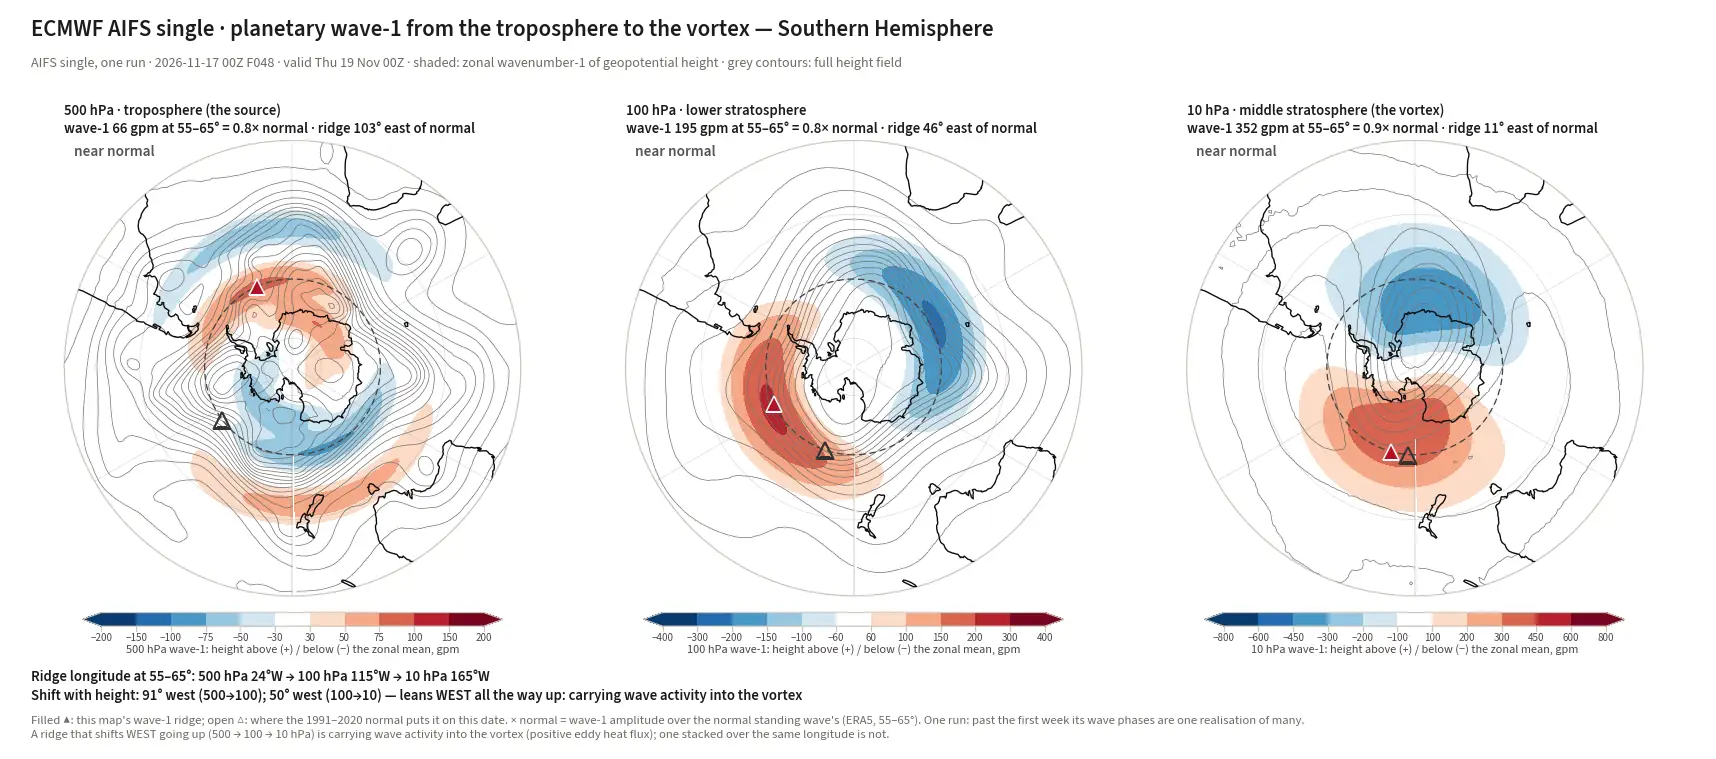 ECMWF AIFS single · planetary wave-1 from the troposphere to the vortex — Southern Hemisphere
AIFS single, one run · 2026-11-17 00Z F048 · valid Thu 19 Nov 00Z · shaded: zonal wavenumber-1 of geopotential height · grey contours: full height field
500 hPa · troposphere (the source)
wave-1 66 gpm at 55–65° = 0.8× normal · ridge 103° east of normal
near normal
100 hPa · lower stratosphere
wave-1 195 gpm at 55–65° = 0.8× normal · ridge 46° east of normal
near normal
10 hPa · middle stratosphere (the vortex)
wave-1 352 gpm at 55–65° = 0.9× normal · ridge 11° east of normal
near normal
−200 −150 −100 −75 −50 −30 30 50 75 100 150 200
500 hPa wave-1: height above (+) / below (−) the zonal mean, gpm
−400 −300 −200 −150 −100 −60 60 100 150 200 300 400
100 hPa wave-1: height above (+) / below (−) the zonal mean, gpm
−800 −600 −450 −300 −200 −100 100 200 300 450 600 800
10 hPa wave-1: height above (+) / below (−) the zonal mean, gpm
Ridge longitude at 55–65°: 500 hPa 24°W → 100 hPa 115°W → 10 hPa 165°W
Shift with height: 91° west (500→100); 50° west (100→10) — leans WEST all the way up: carrying wave activity into the vortex
Filled ▲: this map's wave-1 ridge; open △: where the 1991–2020 normal puts it on this date. × normal = wave-1 amplitude over the normal standing wave's (ERA5, 55–65°). One run: past the first week its wave phases are one realisation of many.
A ridge that shifts WEST going up (500 → 100 → 10 hPa) is carrying wave activity into the vortex (positive eddy heat flux); one stacked over the same longitude is not.